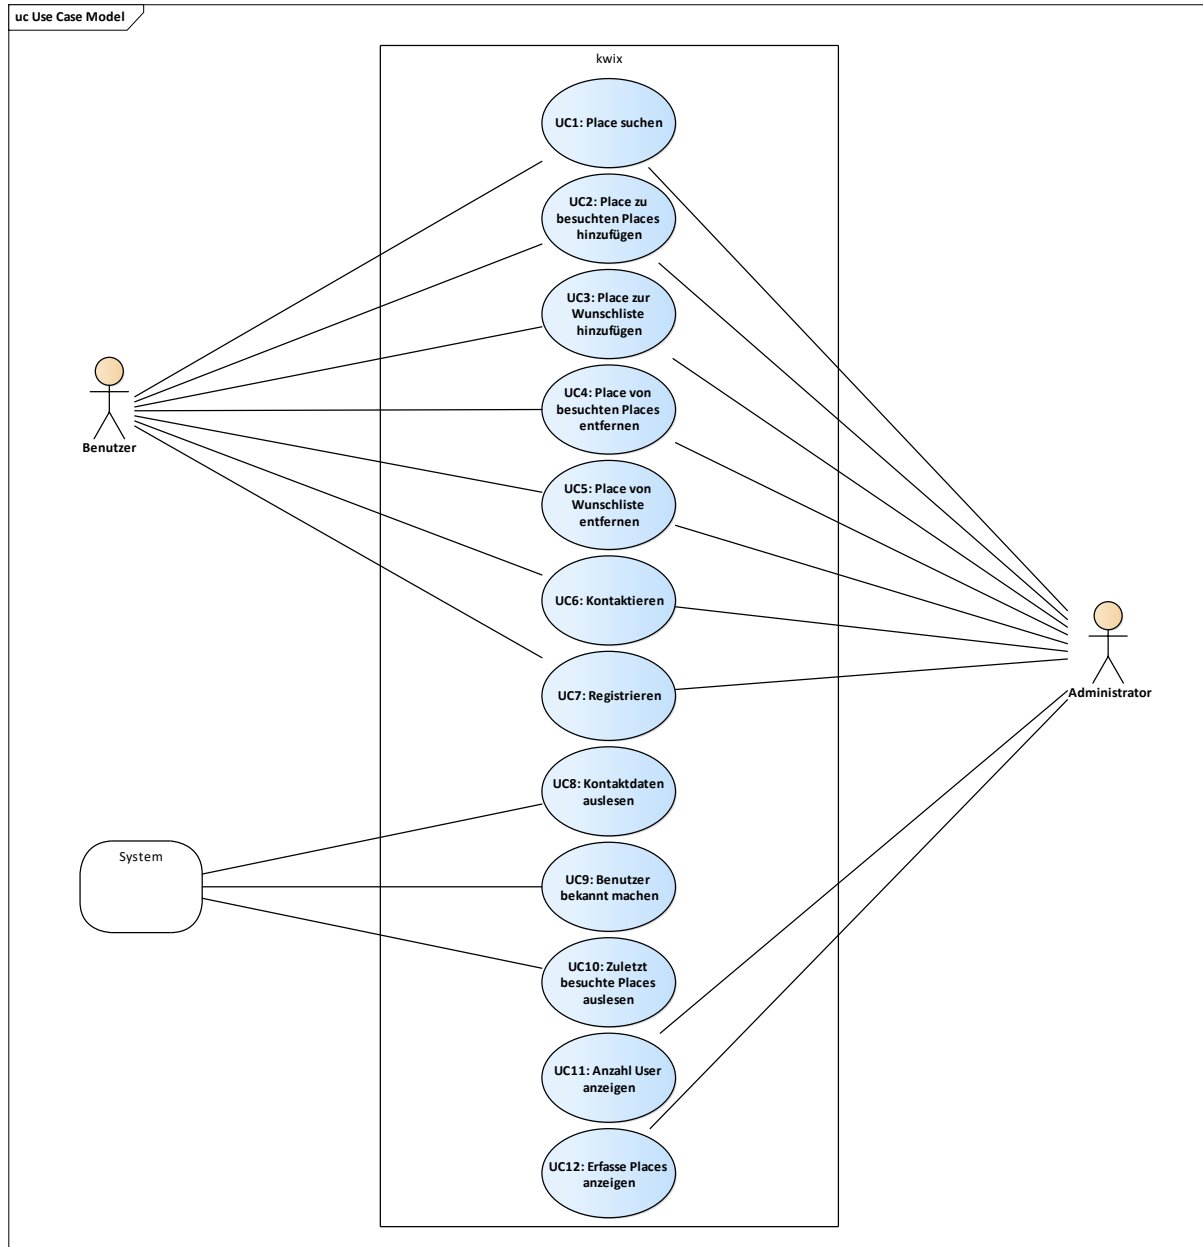 uc Use Case Model
kwix
UC1: Place suchen
UC2: Place zu
besuchten Places
hinzufügen
UC3: Place zur
Wunschliste
hinzufügen
UC4: Place von
besuchten Places
entfernen
Benutzer
UC5: Place von
Wunschliste
entfernen
UC6: Kontaktieren
UC7: Registrieren
Administrator
UC8: Kontaktdaten
auslesen
System
UC9: Benutzer
bekannt machen
UC10: Zuletzt
besuchte Places
auslesen
UC11: Anzahl User
anzeigen
UC12: Erfasse Places
anzeigen